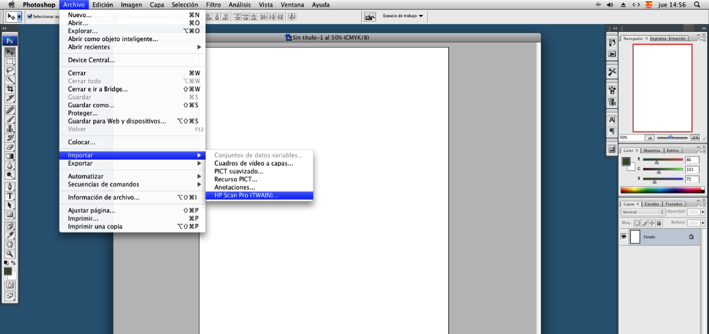 Photoshop Archivo Edición Imagen Capa Selección Filtro Análisis Vista Ventana Ayuda jue 14:56
Seleccionar au
Espacio de trabajo
Sin título-1 al 50% (CMYK/8)
Ps
Nuevo... ⌘N
Abrir... ⌘O
Explorar... ⌥⌘O
Abrir como objeto inteligente...
Abrir recientes
Device Central...
Cerrar ⌘W
Cerrar todo ⌥⌘W
Cerrar e ir a Bridge... ⇧⌘W
Guardar ⌘S
Guardar como... ⇧⌘S
Proteger...
Guardar para Web y dispositivos... ⌥⇧⌘S
Volver F12
Colocar...
Importar
Exportar
Automatizar
Secuencias de comandos
Información de archivo... ⌥⇧⌘I
Ajustar página... ⇧⌘P
Imprimir... ⌘P
Imprimir una copia ⌥⇧⌘P
Conjuntos de datos variables...
Cuadros de vídeo a capas...
PICT suavizado...
Recurso PICT...
Anotaciones...
HP Scan Pro (TWAIN)...
Navegador Histograma Información
50%
Color Muestras Estilos
R 86
G 101
B 72
Capas Canales Trazados
Normal Opacidad:
Bloq.: Relleno:
Fondo